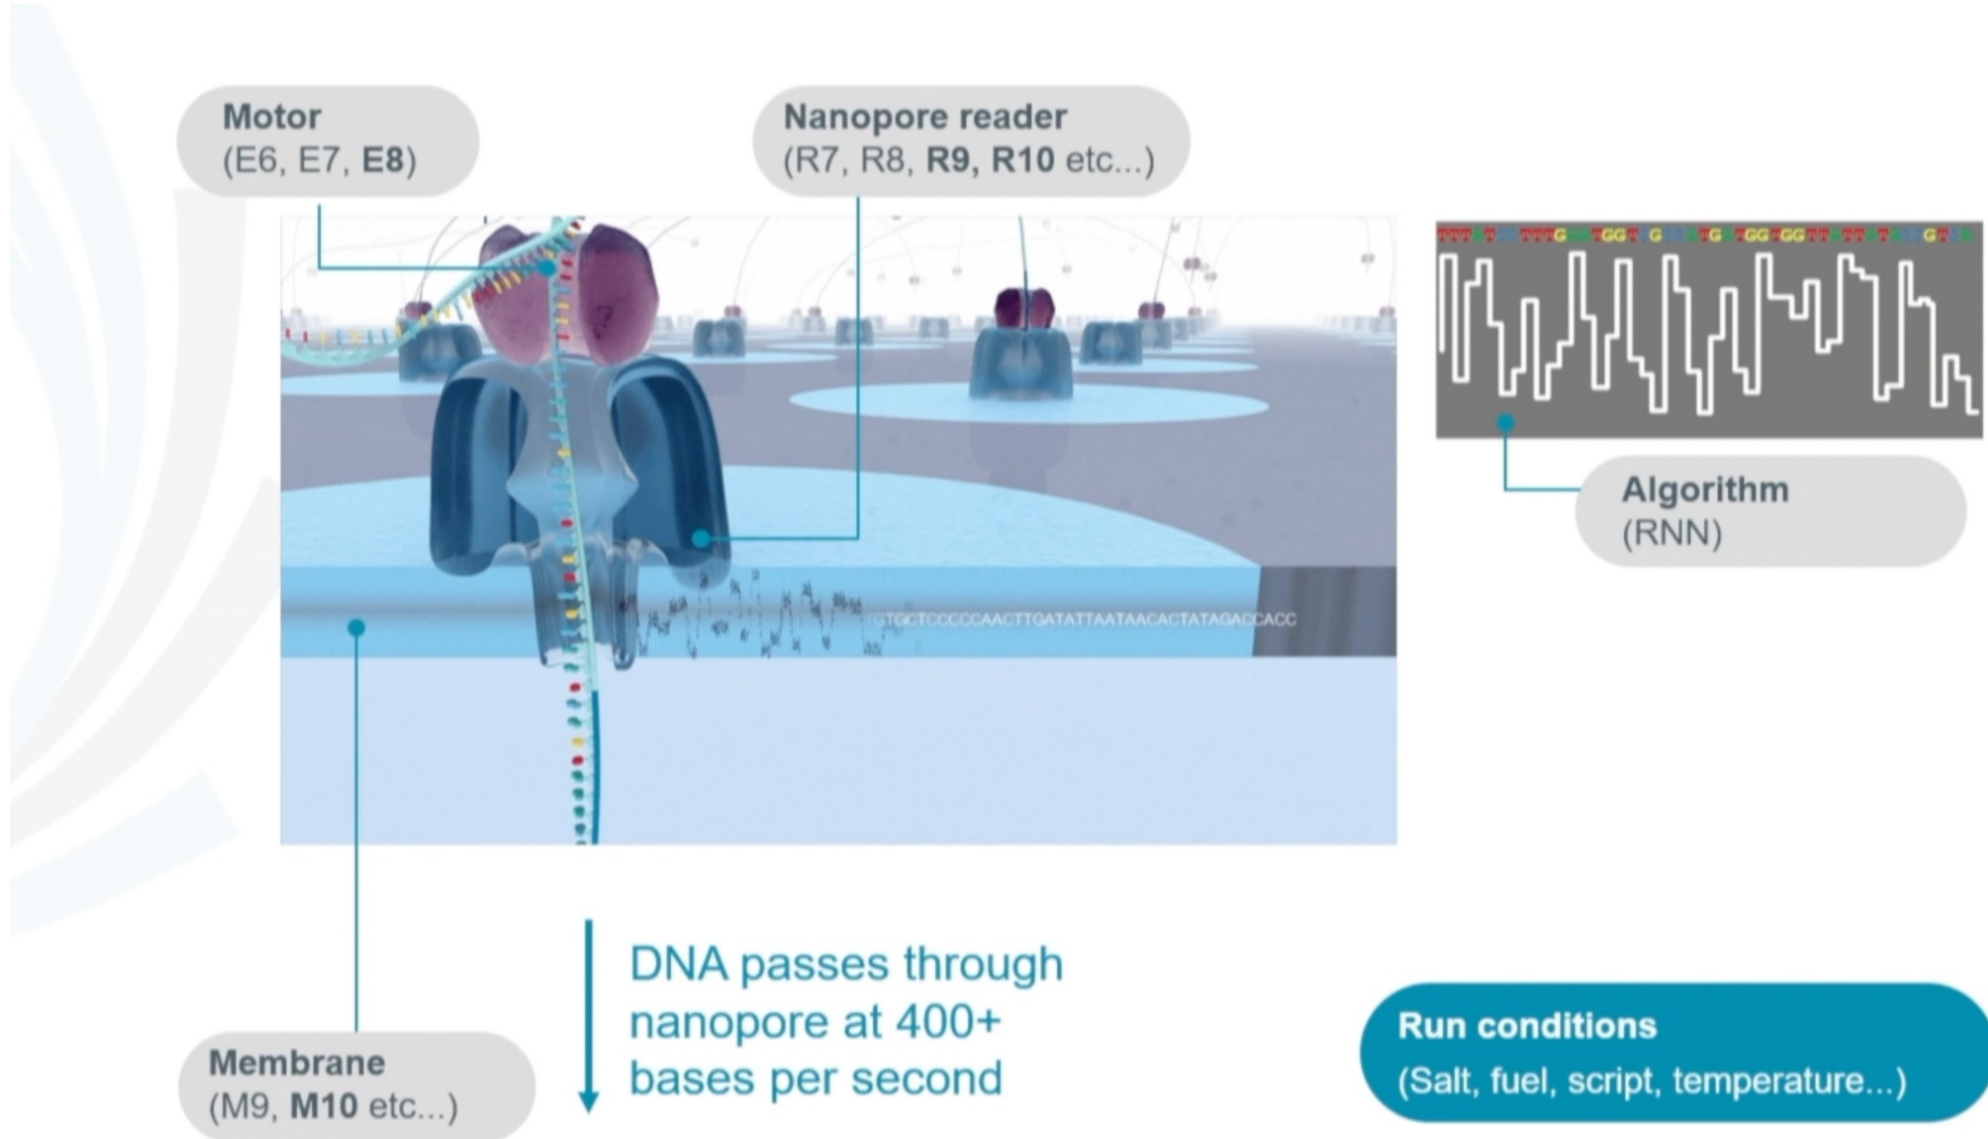 Motor
(E6, E7, E8)
Nanopore reader
(R7, R8, R9, R10 etc...)
Algorithm
(RNN)
TGCTCCCCCAACTTGATATTAATAACACTATAGACCACC
DNA passes through
nanopore at 400+
bases per second
Membrane
(M9, M10 etc...)
Run conditions
(Salt, fuel, script, temperature...)